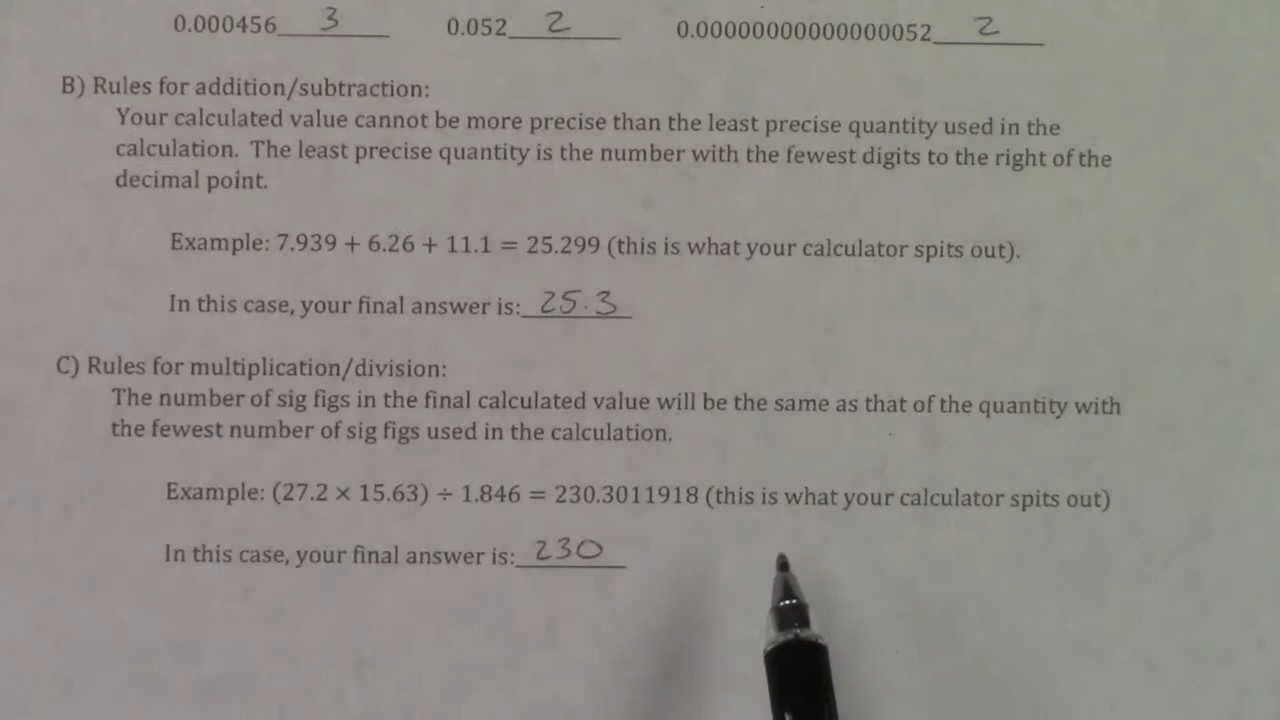 0.000456 3 0.052 2 0.00000000000000052 2
B) Rules for addition/subtraction:
Your calculated value cannot be more precise than the least precise quantity used in the
calculation. The least precise quantity is the number with the fewest digits to the right of the
decimal point.
Example: 7.939 + 6.26 + 11.1 = 25.299 (this is what your calculator spits out).
In this case, your final answer is: 25.3
C) Rules for multiplication/division:
The number of sig figs in the final calculated value will be the same as that of the quantity with
the fewest number of sig figs used in the calculation.
Example: (27.2 × 15.63) ÷ 1.846 = 230.3011918 (this is what your calculator spits out)
In this case, your final answer is: 230